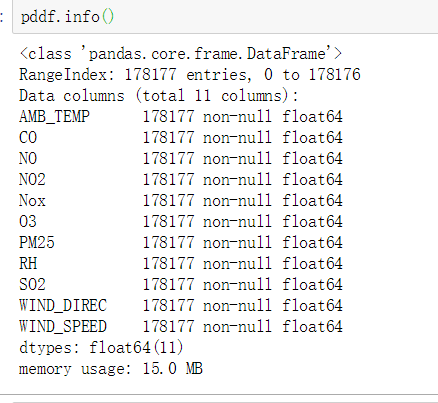 : pddf.info()
<class 'pandas.core.frame.DataFrame'>
RangeIndex: 178177 entries, 0 to 178176
Data columns (total 11 columns):
AMB_TEMP      178177 non-null float64
CO            178177 non-null float64
NO            178177 non-null float64
NO2           178177 non-null float64
Nox           178177 non-null float64
O3            178177 non-null float64
PM25          178177 non-null float64
RH            178177 non-null float64
SO2           178177 non-null float64
WIND_DIREC    178177 non-null float64
WIND_SPEED    178177 non-null float64
dtypes: float64(11)
memory usage: 15.0 MB